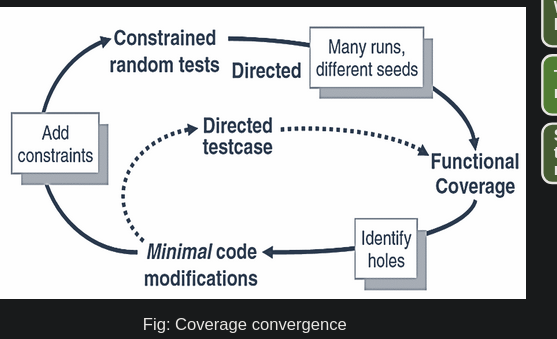 Constrained
random tests
Directed
Many runs,
different seeds
Add
constraints
Directed
testcase
Functional
Coverage
Identify
holes
Minimal code
modifications
Fig: Coverage convergence